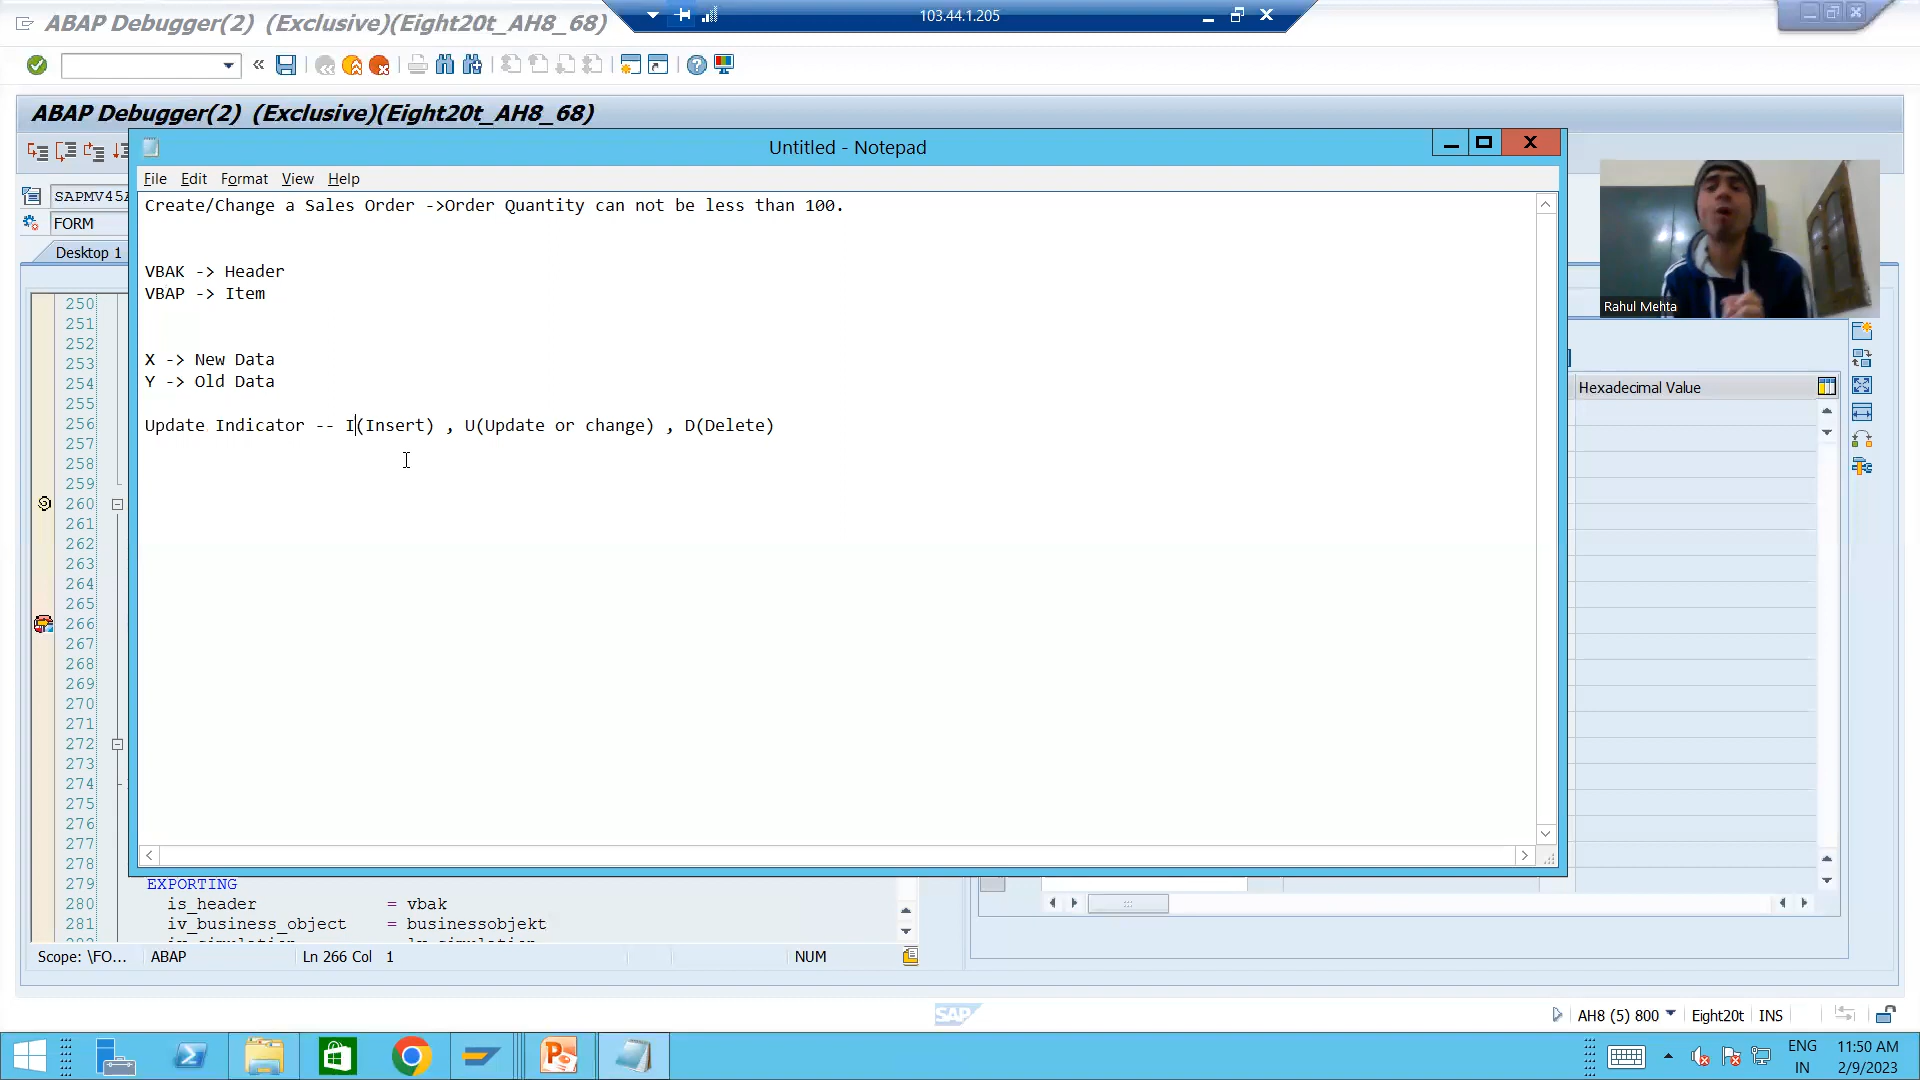 ABAP Debugger(2) (Exclusive)(Eight20t_AH8_68)
103.44.1.205
ABAP Debugger(2) (Exclusive)(Eight20t_AH8_68)
Untitled - Notepad
File Edit Format View Help
SAPMV45
FORM
Desktop 1
Create/Change a Sales Order ->Order Quantity can not be less than 100.
VBAK -> Header
VBAP -> Item
X -> New Data
Y -> Old Data
Update Indicator -- I(Insert) , U(Update or change) , D(Delete)
Rahul Mehta
Hexadecimal Value
250
251
252
253
254
255
256
257
258
259
260
261
262
263
264
265
266
267
268
269
270
271
272
273
274
275
276
277
278
279 EXPORTING
280 is_header = vbak
281 iv_business_object = businessobjekt
Scope: \FO... ABAP Ln 266 Col 1 NUM
SAP
AH8 (5) 800 Eight20t INS
ENG
IN
11:50 AM
2/9/2023